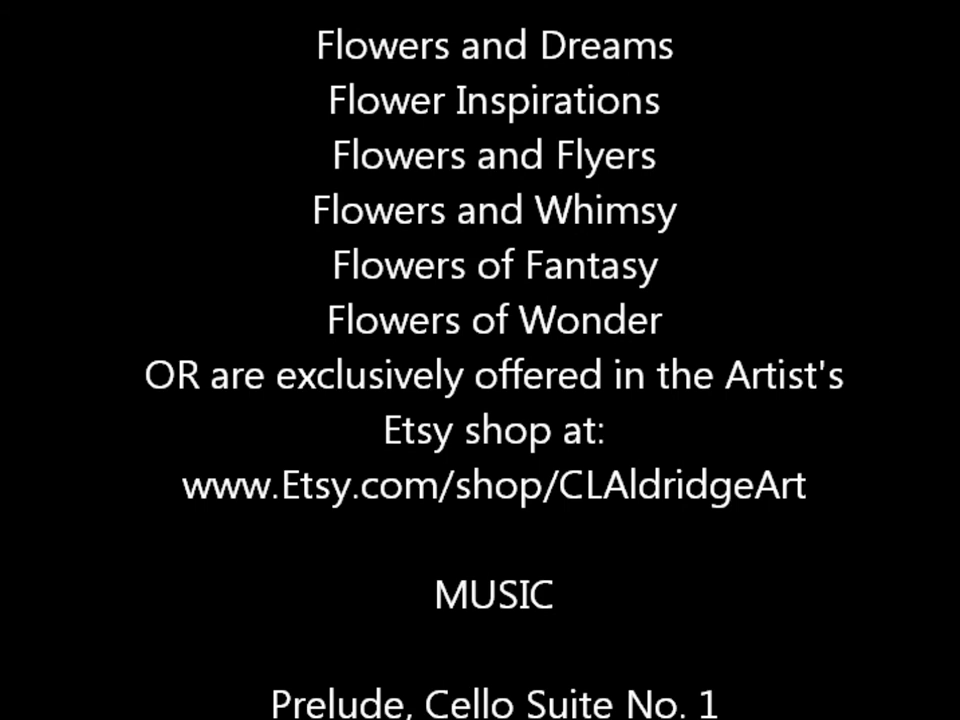 Flowers and Dreams
Flower Inspirations
Flowers and Flyers
Flowers and Whimsy
Flowers of Fantasy
Flowers of Wonder
OR are exclusively offered in the Artist's
Etsy shop at:
www.Etsy.com/shop/CLAldridgeArt
MUSIC
Prelude, Cello Suite No. 1